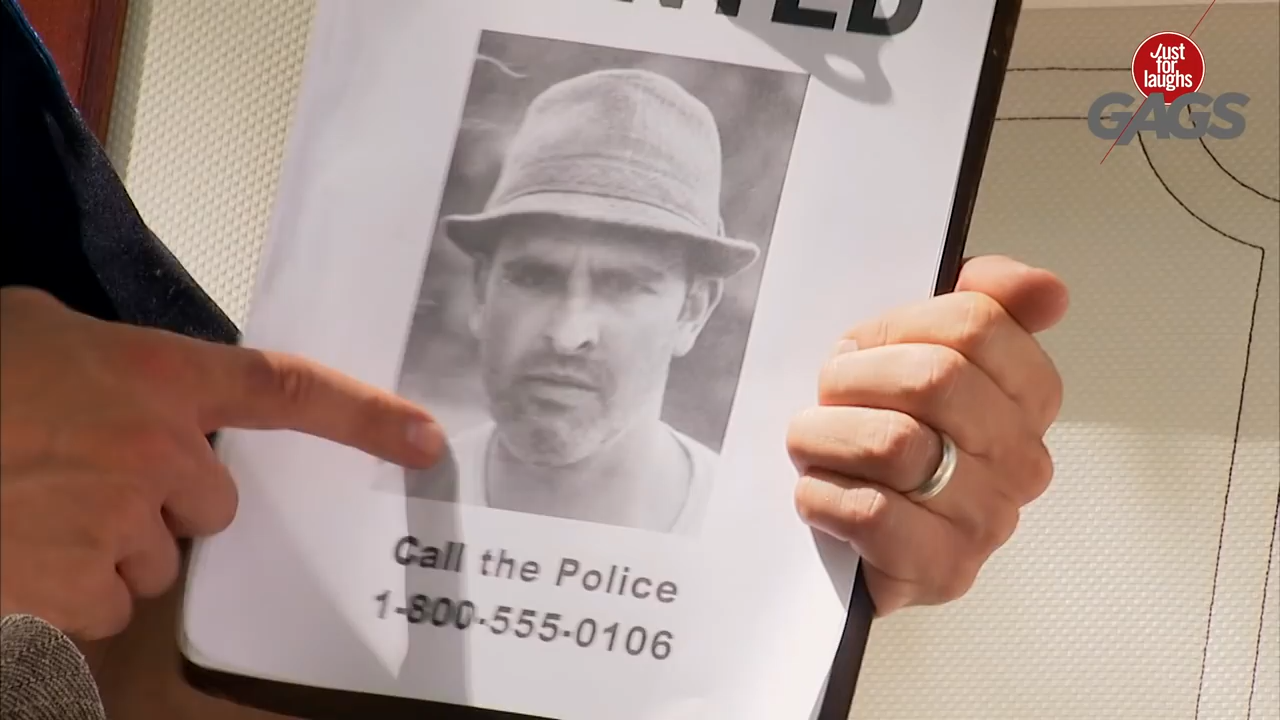 Just
for
laughs
GAGS
Call the Police
1-800-555-0106